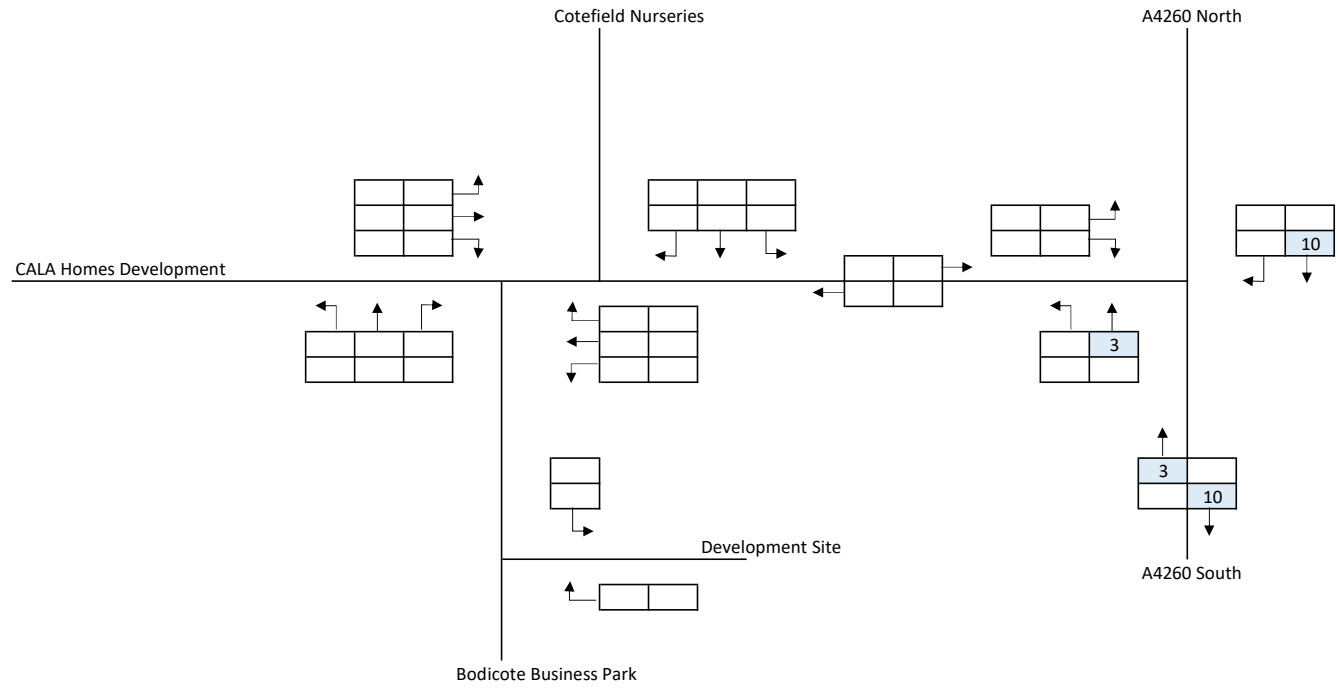 Cotefield Nurseries
A4260 North
10
CALA Homes Development
3
3
10
Development Site
A4260 South
Bodicote Business Park